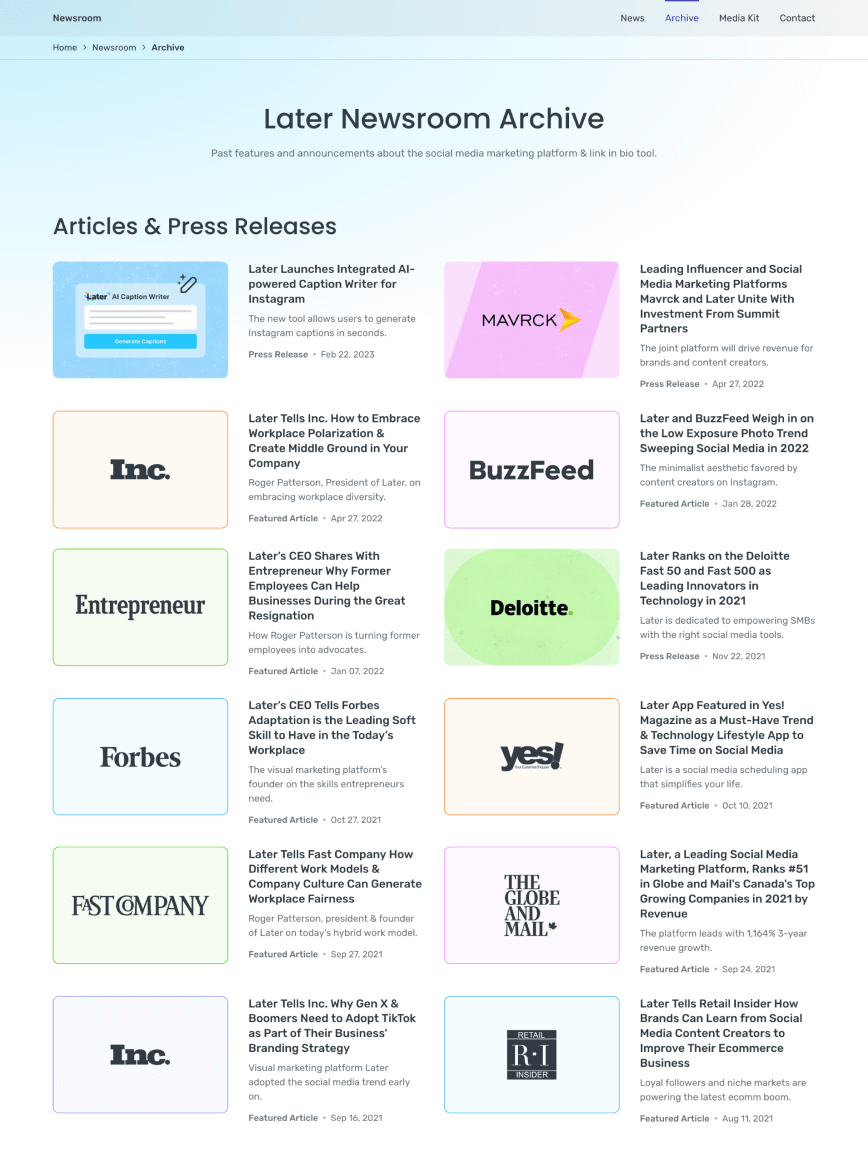 Newsroom
News
Archive
Media Kit
Contact
Home > Newsroom > Archive
Later Newsroom Archive
Past features and announcements about the social media marketing platform & link in bio tool.
Articles & Press Releases
Later AI Caption Writer
Generate Captions
Later Launches Integrated AI-
powered Caption Writer for
Instagram
The new tool allows users to generate
Instagram captions in seconds.
Press Release • Feb 22, 2023
MAVRCK
Leading Influencer and Social
Media Marketing Platforms
Mavrck and Later Unite With
Investment From Summit
Partners
The joint platform will drive revenue for
brands and content creators.
Press Release • Apr 27, 2022
Inc.
Later Tells Inc. How to Embrace
Workplace Polarization &
Create Middle Ground in Your
Company
Roger Patterson, President of Later, on
embracing workplace diversity.
Featured Article • Apr 27, 2022
BuzzFeed
Later and BuzzFeed Weigh in on
the Low Exposure Photo Trend
Sweeping Social Media in 2022
The minimalist aesthetic favored by
content creators on Instagram.
Featured Article • Jan 28, 2022
Entrepreneur
Later's CEO Shares With
Entrepreneur Why Former
Employees Can Help
Businesses During the Great
Resignation
How Roger Patterson is turning former
employees into advocates.
Featured Article • Jan 07, 2022
Deloitte.
Later Ranks on the Deloitte
Fast 50 and Fast 500 as
Leading Innovators in
Technology in 2021
Later is dedicated to empowering SMBs
with the right social media tools.
Press Release • Nov 22, 2021
Forbes
Later's CEO Tells Forbes
Adaptation is the Leading Soft
Skill to Have in the Today's
Workplace
The visual marketing platform's
founder on the skills entrepreneurs
need.
Featured Article • Oct 27, 2021
yes!
Later App Featured in Yes!
Magazine as a Must-Have Trend
& Technology Lifestyle App to
Save Time on Social Media
Later is a social media scheduling app
that simplifies your life.
Featured Article • Oct 10, 2021
FAST COMPANY
Later Tells Fast Company How
Different Work Models &
Company Culture Can Generate
Workplace Fairness
Roger Patterson, president & founder
of Later on today's hybrid work model.
Featured Article • Sep 27, 2021
THE
GLOBE
AND
MAIL
Later, a Leading Social Media
Marketing Platform, Ranks #51
in Globe and Mail's Canada's Top
Growing Companies in 2021 by
Revenue
The platform leads with 1,164% 3-year
revenue growth.
Featured Article • Sep 24, 2021
Inc.
Later Tells Inc. Why Gen X &
Boomers Need to Adopt TikTok
as Part of Their Business'
Branding Strategy
Visual marketing platform Later
adopted the social media trend early
on.
Featured Article • Sep 16, 2021
RETAIL
R·I
INSIDER
Later Tells Retail Insider How
Brands Can Learn from Social
Media Content Creators to
Improve Their Ecommerce
Business
Loyal followers and niche markets are
powering the latest ecomm boom.
Featured Article • Aug 11, 2021